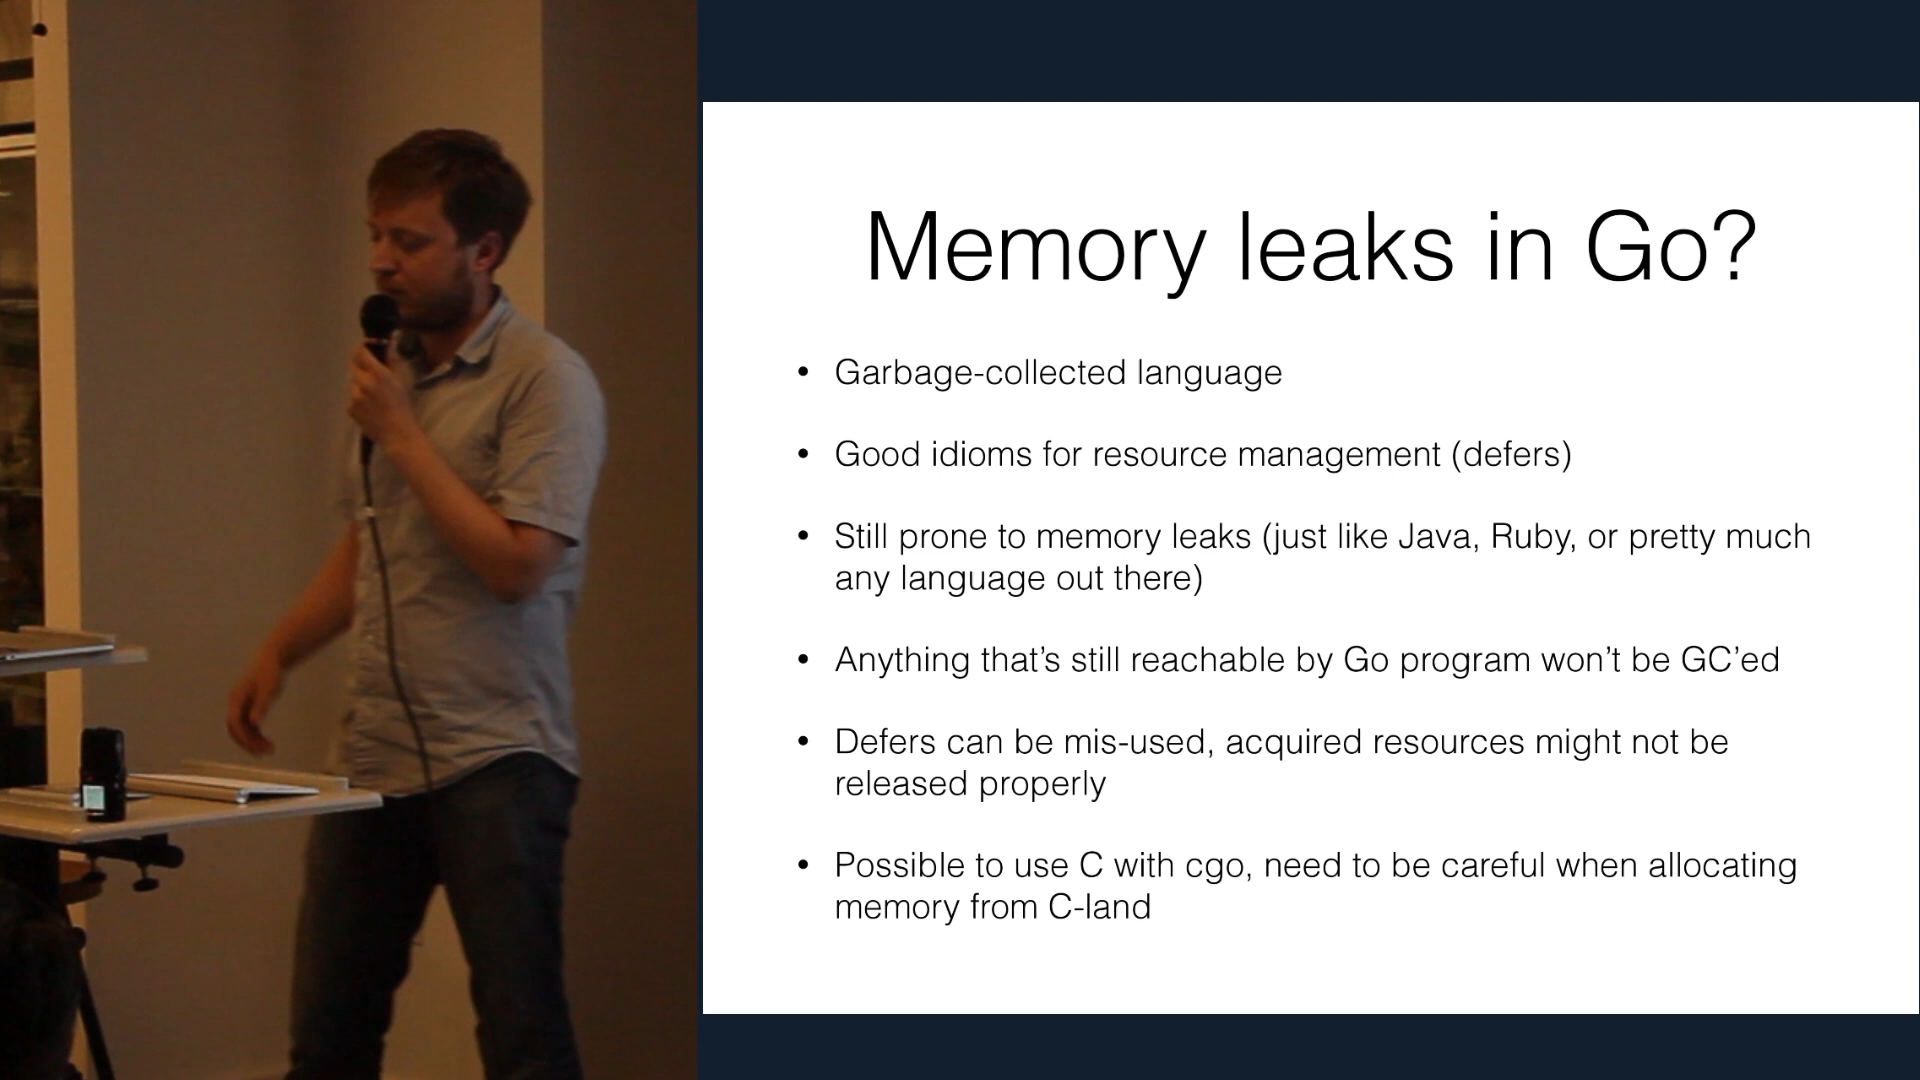 Memory leaks in Go?
• Garbage-collected language
• Good idioms for resource management (defers)
• Still prone to memory leaks (just like Java, Ruby, or pretty much
any language out there)
• Anything that’s still reachable by Go program won’t be GC’ed
• Defers can be mis-used, acquired resources might not be
released properly
• Possible to use C with cgo, need to be careful when allocating
memory from C-land